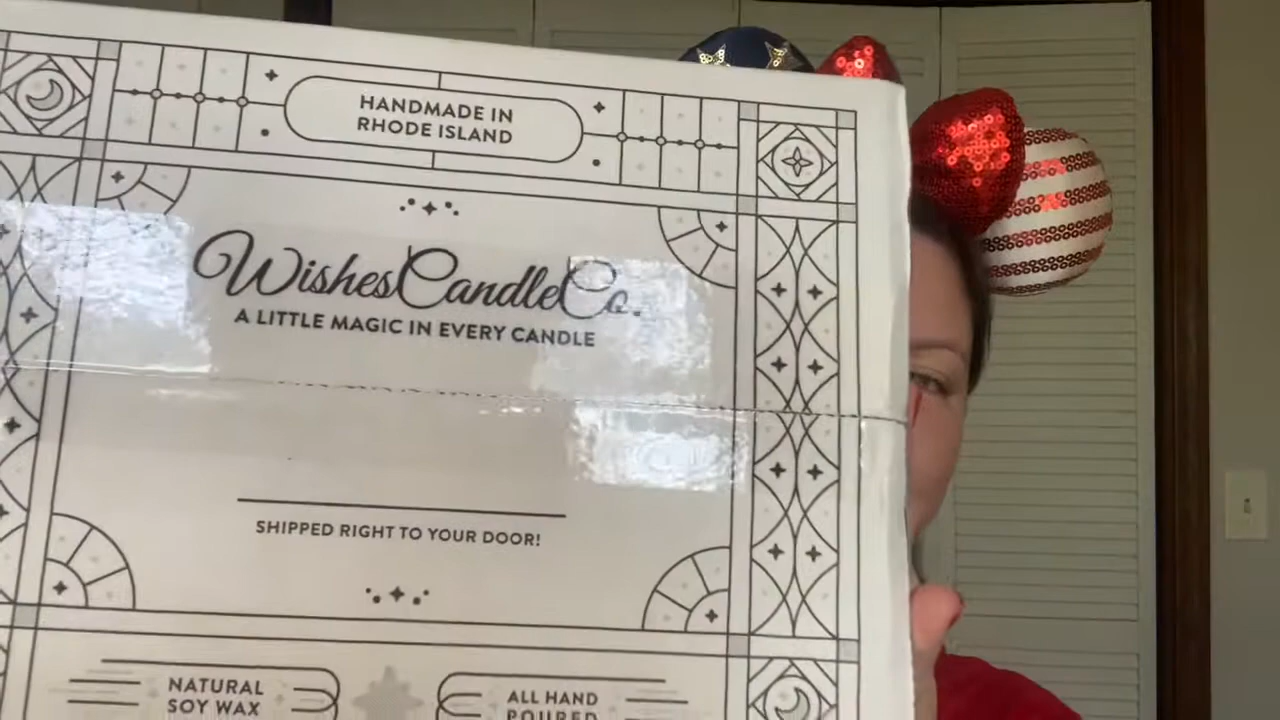 HANDMADE IN
RHODE ISLAND
WishesCandleCo.
A LITTLE MAGIC IN EVERY CANDLE
SHIPPED RIGHT TO YOUR DOOR!
NATURAL
SOY WAX
ALL HAND
POURED